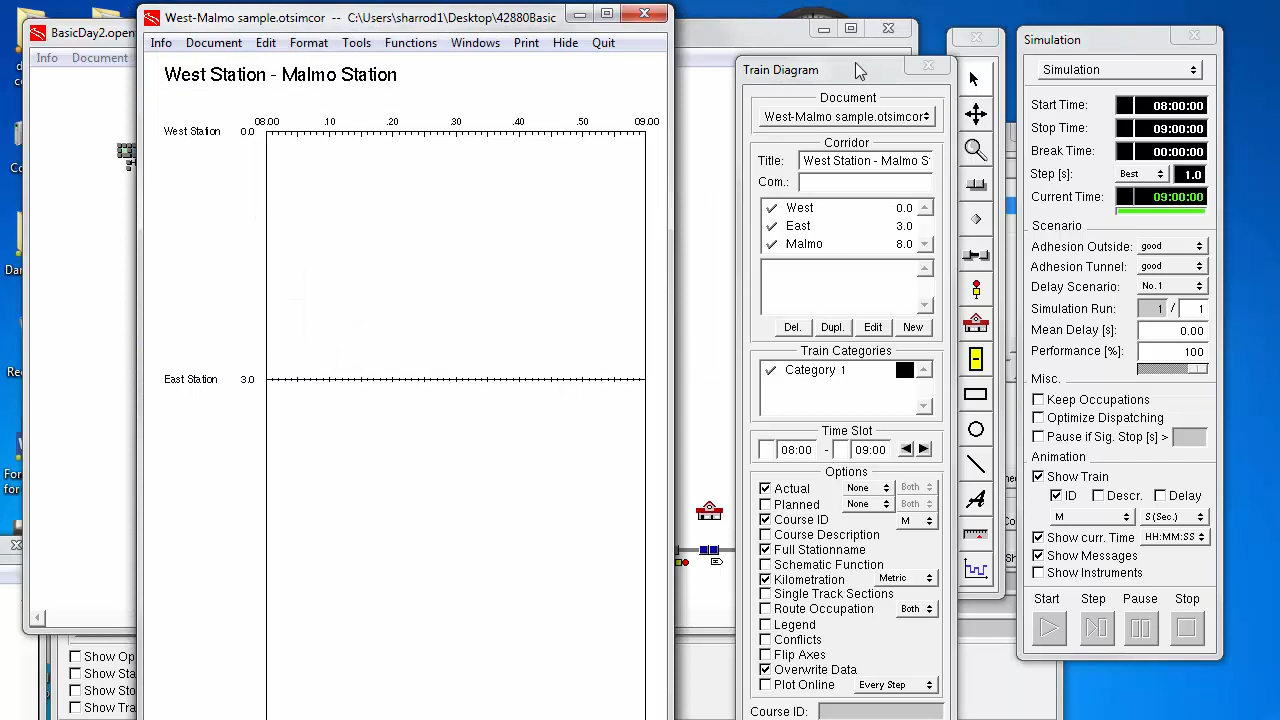 BasicDay2.open
Info Document
West-Malmo sample.otsimcor -- C:\Users\sharrod1\Desktop\42880Basic
Info Document Edit Format Tools Functions Windows Print Hide Quit
West Station - Malmo Station
08.00 .10 .20 .30 .40 .50 09.00
West Station 0.0
East Station 3.0
Train Diagram
Document
West-Malmo sample.otsimcor
Corridor
Title: West Station - Malmo S
Com.:
West 0.0
East 3.0
Malmo 8.0
Del. Dupl. Edit New
Train Categories
Category 1
Time Slot
08:00 - 09:00
Options
Actual None Both
Planned None Both
Course ID M
Course Description
Full Stationname
Schematic Function
Kilometration Metric
Single Track Sections
Route Occupation Both
Legend
Conflicts
Flip Axes
Overwrite Data
Plot Online Every Step
Course ID:
Simulation
Simulation
Start Time: 08:00:00
Stop Time: 09:00:00
Break Time: 00:00:00
Step [s]: Best 1.0
Current Time: 09:00:00
Scenario
Adhesion Outside: good
Adhesion Tunnel: good
Delay Scenario: No.1
Simulation Run: 1 / 1
Mean Delay [s]: 0.00
Performance [%]: 100
Misc.
Keep Occupations
Optimize Dispatching
Pause if Sig. Stop [s] >
Animation
Show Train
ID Descr. Delay
M S (Sec.)
Show curr. Time HH:MM:SS
Show Messages
Show Instruments
Start Step Pause Stop
Show Op
Show Sta
Show Sto
Show Tra